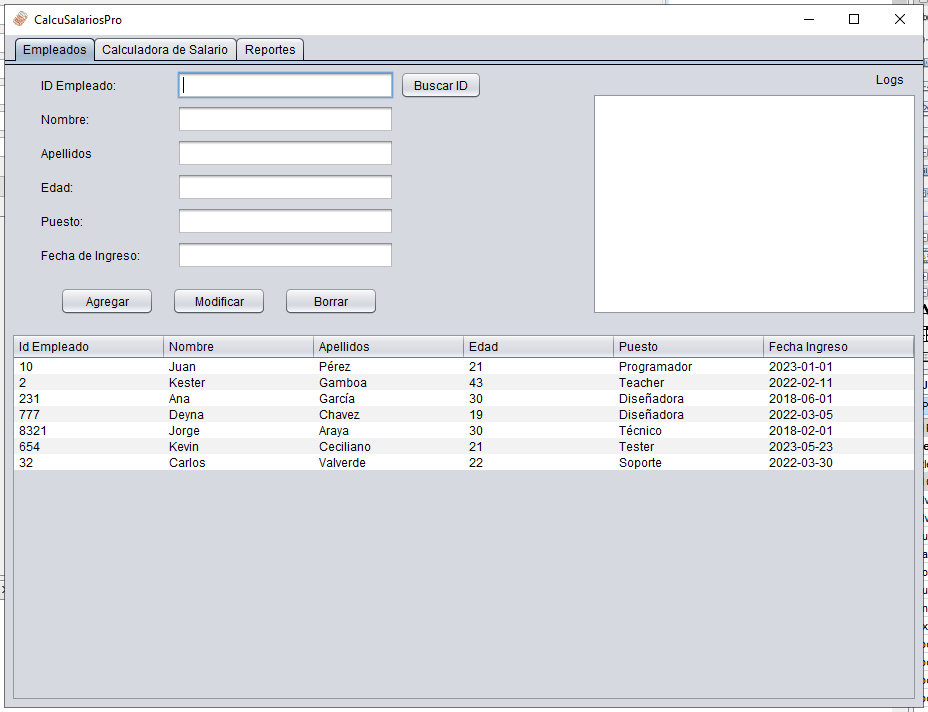 CalcuSalariosPro
Empleados Calculadora de Salario Reportes
ID Empleado: Buscar ID Logs
Nombre:
Apellidos
Edad:
Puesto:
Fecha de Ingreso:
Agregar Modificar Borrar
Id Empleado Nombre Apellidos Edad Puesto Fecha Ingreso
10 Juan Pérez 21 Programador 2023-01-01
2 Kester Gamboa 43 Teacher 2022-02-11
231 Ana García 30 Diseñadora 2018-06-01
777 Deyna Chavez 19 Diseñadora 2022-03-05
8321 Jorge Araya 30 Técnico 2018-02-01
654 Kevin Ceciliano 21 Tester 2023-05-23
32 Carlos Valverde 22 Soporte 2022-03-30